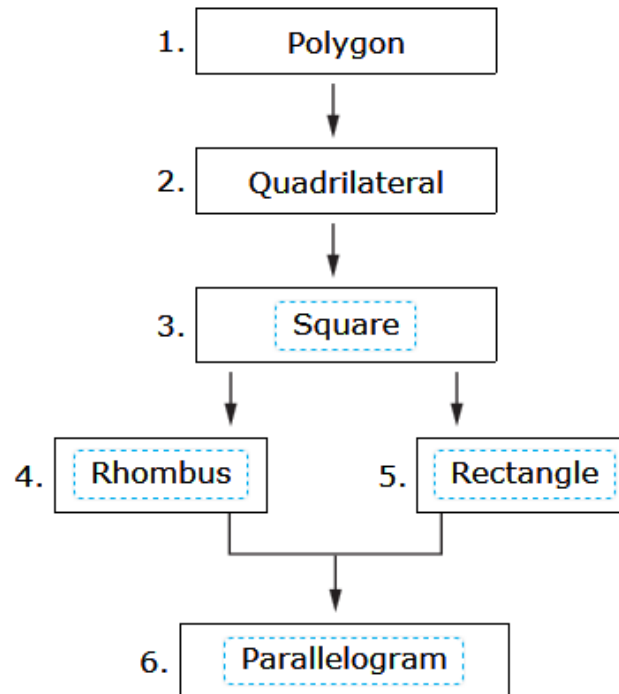 1. Polygon
2. Quadrilateral
3. Square
4. Rhombus
5. Rectangle
6. Parallelogram